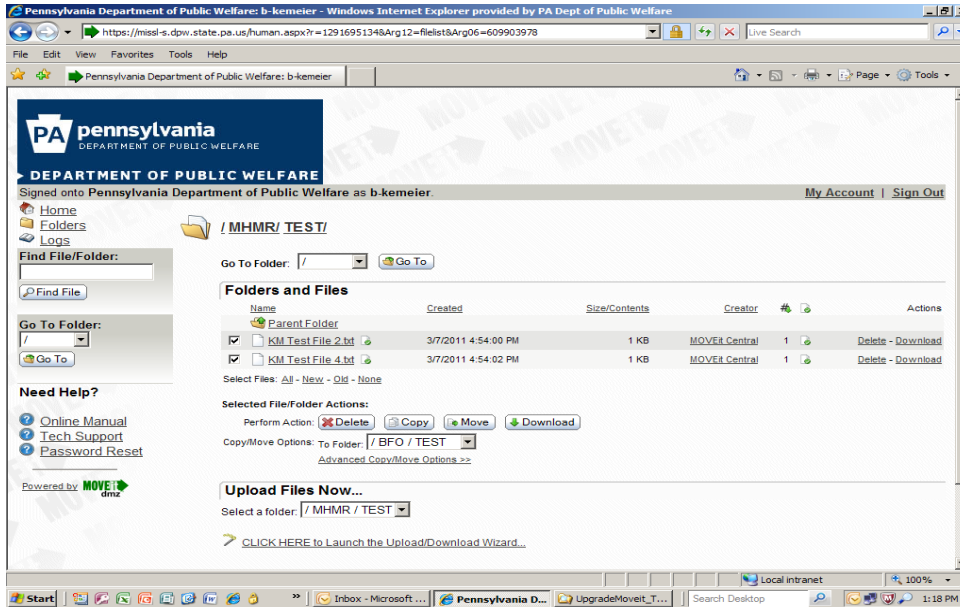 Pennsylvania Department of Public Welfare: b-kemeier - Windows Internet Explorer provided by PA Dept of Public Welfare
https://missl-s.dpw.state.pa.us/human.aspx?r=1291695134&Arg12=filelist&Arg06=609903978 Live Search
File Edit View Favorites Tools Help
Pennsylvania Department of Public Welfare: b-kemeier Page Tools
PA pennsylvania
DEPARTMENT OF PUBLIC WELFARE
DEPARTMENT OF PUBLIC WELFARE
Signed onto Pennsylvania Department of Public Welfare as b-kemeier. My Account | Sign Out
Home
Folders
Logs
Find File/Folder:
Find File
Go To Folder:
/
Go To
Need Help?
Online Manual
Tech Support
Password Reset
Powered by MOVEit dmz
/ MHMR/ TEST/
Go To Folder: / Go To
Folders and Files
Name Created Size/Contents Creator # Actions
Parent Folder
KM Test File 2.txt 3/7/2011 4:54:00 PM 1 KB MOVEit Central 1 Delete - Download
KM Test File 4.txt 3/7/2011 4:54:02 PM 1 KB MOVEit Central 1 Delete - Download
Select Files: All - New - Old - None
Selected File/Folder Actions:
Perform Action: Delete Copy Move Download
Copy/Move Options: To Folder: / BFO / TEST
Advanced Copy/Move Options >>
Upload Files Now...
Select a folder: / MHMR / TEST
CLICK HERE to Launch the Upload/Download Wizard...
Local intranet 100%
Start Inbox - Microsoft ... Pennsylvania D... UpgradeMoveit_T... Search Desktop 1:18 PM